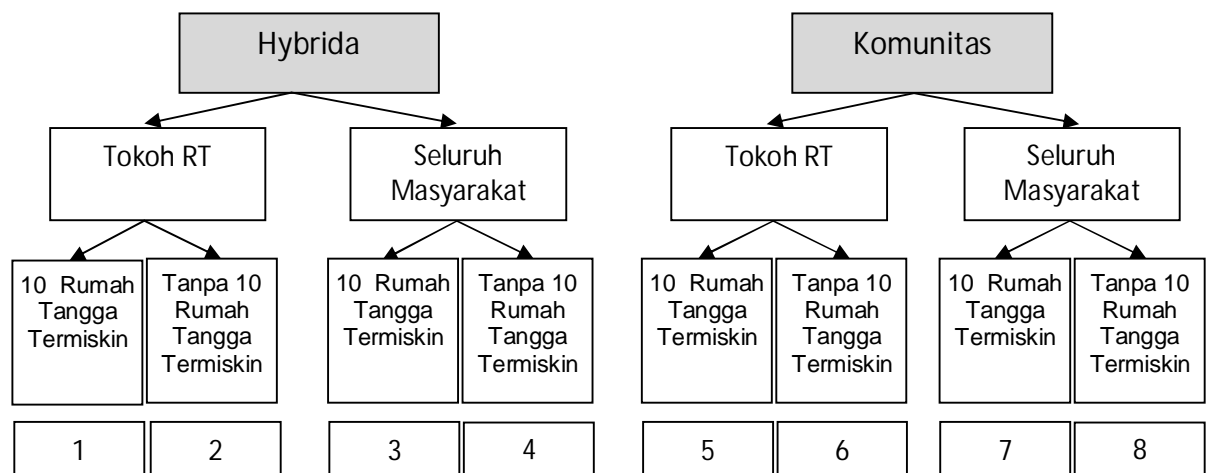 Hybrida
Komunitas
Tokoh RT
Seluruh
Masyarakat
Tokoh RT
Seluruh
Masyarakat
10 Rumah
Tangga
Termiskin
Tanpa 10
Rumah
Tangga
Termiskin
10 Rumah
Tangga
Termiskin
Tanpa 10
Rumah
Tangga
Termiskin
10 Rumah
Tangga
Termiskin
Tanpa 10
Rumah
Tangga
Termiskin
10 Rumah
Tangga
Termiskin
Tanpa 10
Rumah
Tangga
Termiskin
1
2
3
4
5
6
7
8